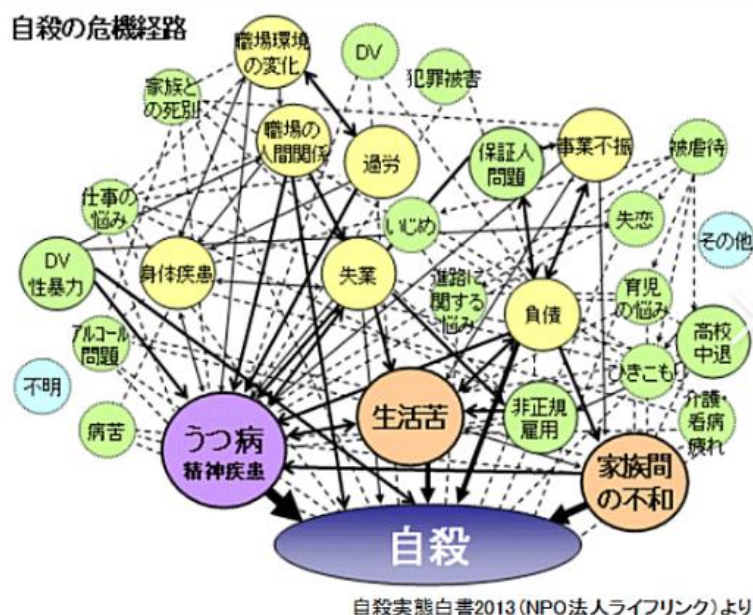 自殺の危機経路
職場環境
の変化
DV
犯罪被害
家族と
の死別
職場の
人間関係
過労
保証人
問題
事業不振
被虐待
仕事の
悩み
いじめ
失恋
その他
DV
性暴力
身体疾患
失業
進路に
関する
悩み
負債
育児
の悩み
高校
中退
アルコール
問題
不明
ひきこもり
病苦
うつ病
精神疾患
生活苦
非正規
雇用
介護・
看病
疲れ
家族間
の不和
自殺
自殺実態白書2013(NPO法人ライフリンク)より